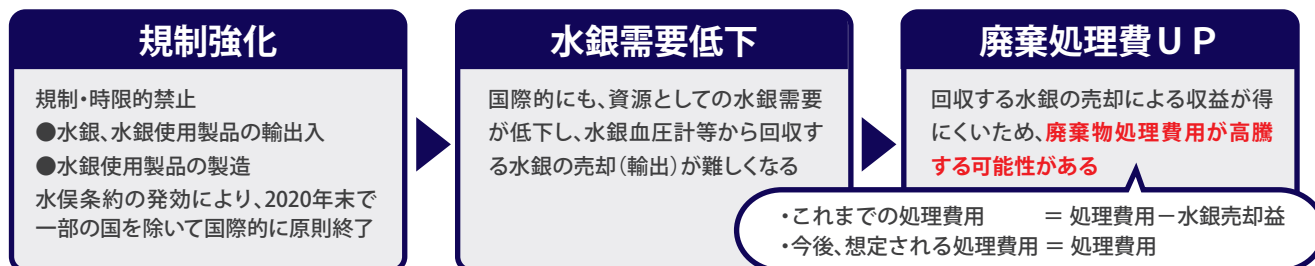 規制強化
規制・時限的禁止
●水銀、水銀使用製品の輸出入
●水銀使用製品の製造
水俣条約の発効により、2020年末で
一部の国を除いて国際的に原則終了
水銀需要低下
国際的にも、資源としての水銀需要
が低下し、水銀血圧計等から回収す
る水銀の売却（輸出）が難しくなる
廃棄処理費ＵＰ
回収する水銀の売却による収益が得
にくいため、廃棄物処理費用が高騰
する可能性がある
・これまでの処理費用 ＝ 処理費用－水銀売却益
・今後、想定される処理費用 ＝ 処理費用